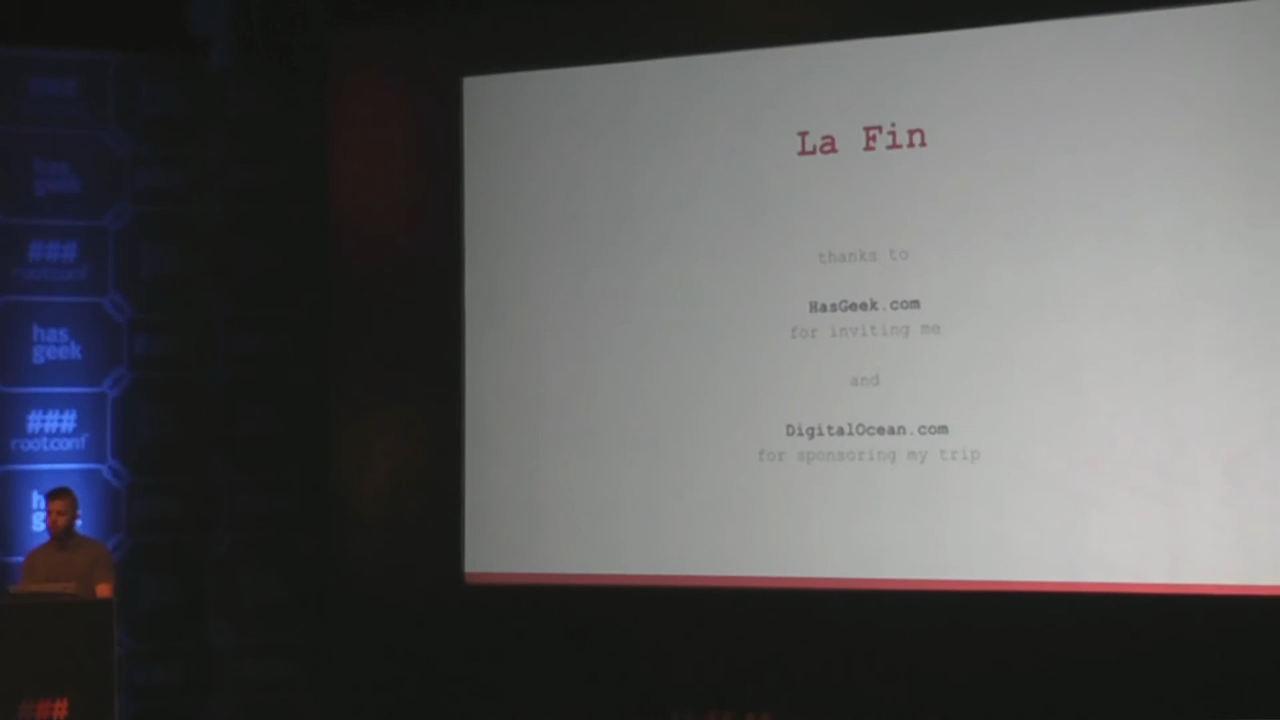 La Fin
thanks to
HasGeek.com
for inviting me
and
DigitalOcean.com
for sponsoring my trip
has
geek
###
rootconf
has
geek
###
rootconf
###